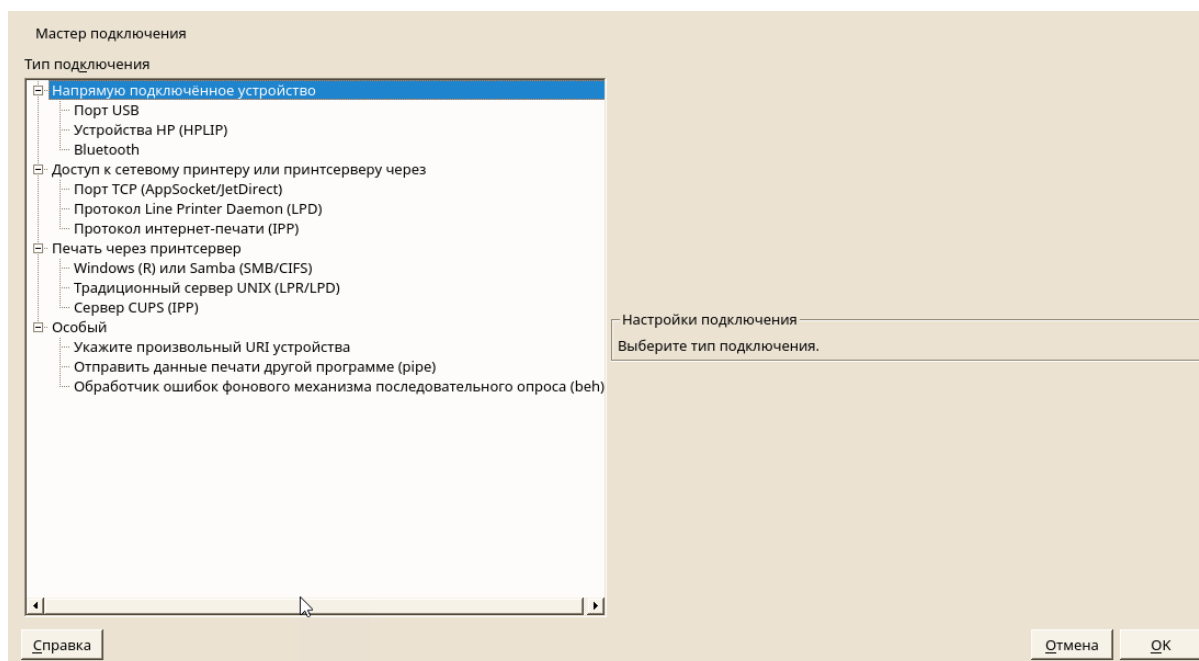 Мастер подключения
Тип подключения
Напрямую подключённое устройство
Порт USB
Устройства HP (HPLIP)
Bluetooth
Доступ к сетевому принтеру или принтсерверу через
Порт TCP (AppSocket/JetDirect)
Протокол Line Printer Daemon (LPD)
Протокол интернет-печати (IPP)
Печать через принтсервер
Windows (R) или Samba (SMB/CIFS)
Традиционный сервер UNIX (LPR/LPD)
Сервер CUPS (IPP)
Особый
Укажите произвольный URI устройства
Отправить данные печати другой программе (pipe)
Обработчик ошибок фонового механизма последовательного опроса (beh)
Настройки подключения
Выберите тип подключения.
Справка
Отмена
OK